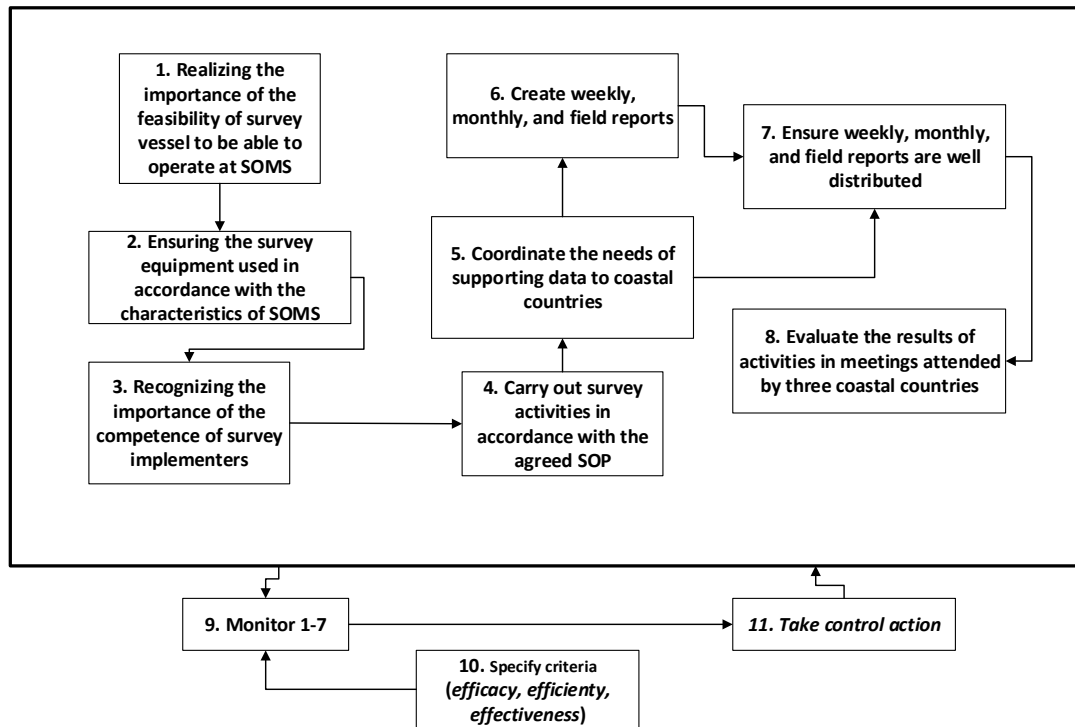 1. Realizing the
importance of the
feasibility of survey
vessel to be able to
operate at SOMS
2. Ensuring the survey
equipment used in
accordance with the
characteristics of SOMS
3. Recognizing the
importance of the
competence of survey
implementers
4. Carry out survey
activities in
accordance with the
agreed SOP
5. Coordinate the needs of
supporting data to coastal
countries
6. Create weekly,
monthly, and field reports
7. Ensure weekly, monthly,
and field reports are well
distributed
8. Evaluate the results of
activities in meetings attended
by three coastal countries
9. Monitor 1-7
10. Specify criteria
(efficacy, efficienty,
effectiveness)
11. Take control action